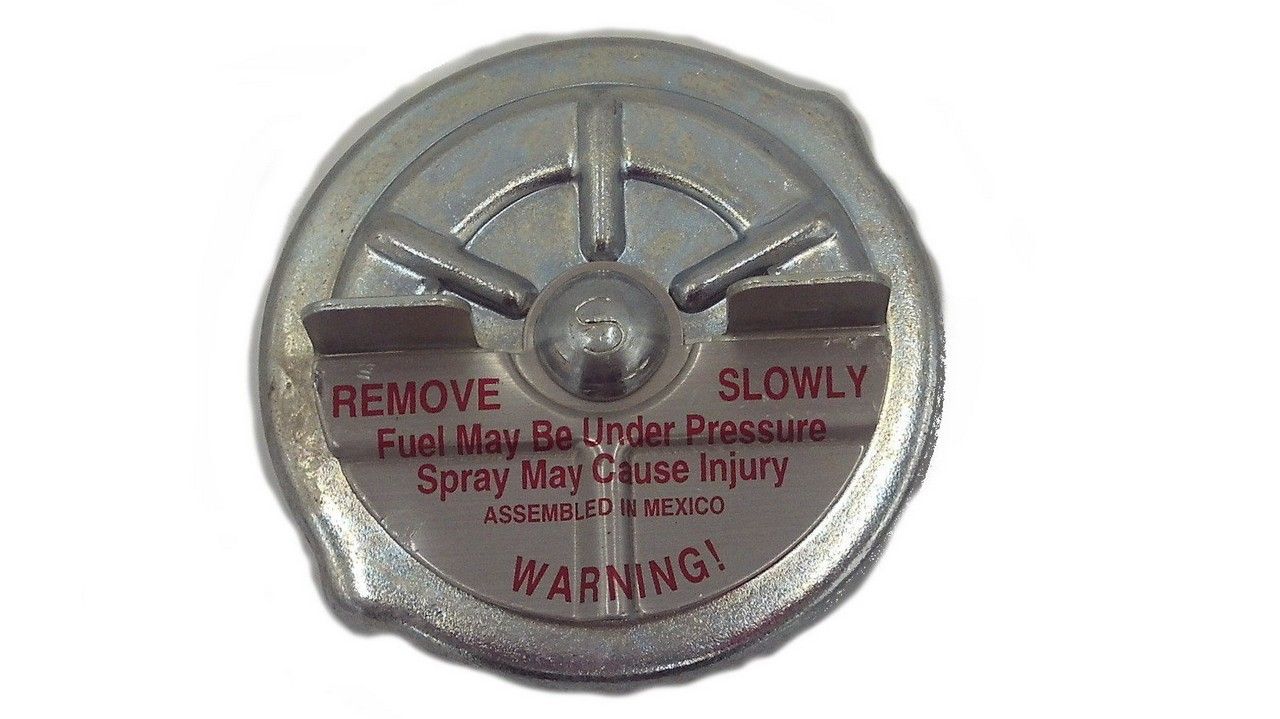 S
REMOVE SLOWLY
Fuel May Be Under Pressure
Spray May Cause Injury
ASSEMBLED IN MEXICO
WARNING!